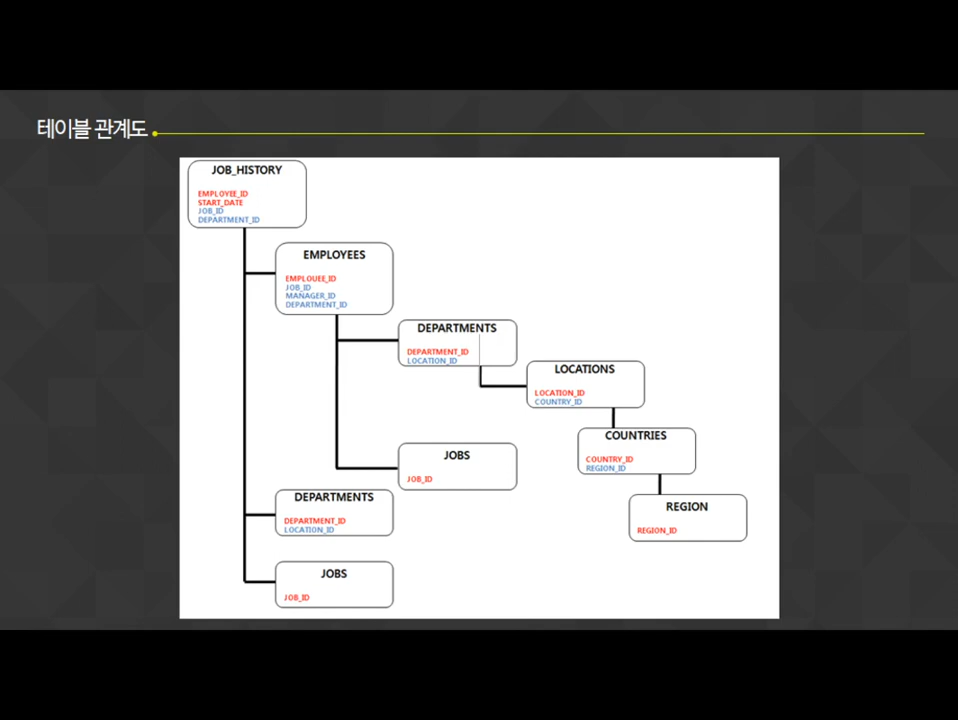 테이블 관계도
JOB_HISTORY
EMPLOYEE_ID
START_DATE
JOB_ID
DEPARTMENT_ID
EMPLOYEES
EMPLOUEE_ID
JOB_ID
MANAGER_ID
DEPARTMENT_ID
DEPARTMENTS
DEPARTMENT_ID
LOCATION_ID
LOCATIONS
LOCATION_ID
COUNTRY_ID
COUNTRIES
COUNTRY_ID
REGION_ID
JOBS
JOB_ID
REGION
REGION_ID
DEPARTMENTS
DEPARTMENT_ID
LOCATION_ID
JOBS
JOB_ID